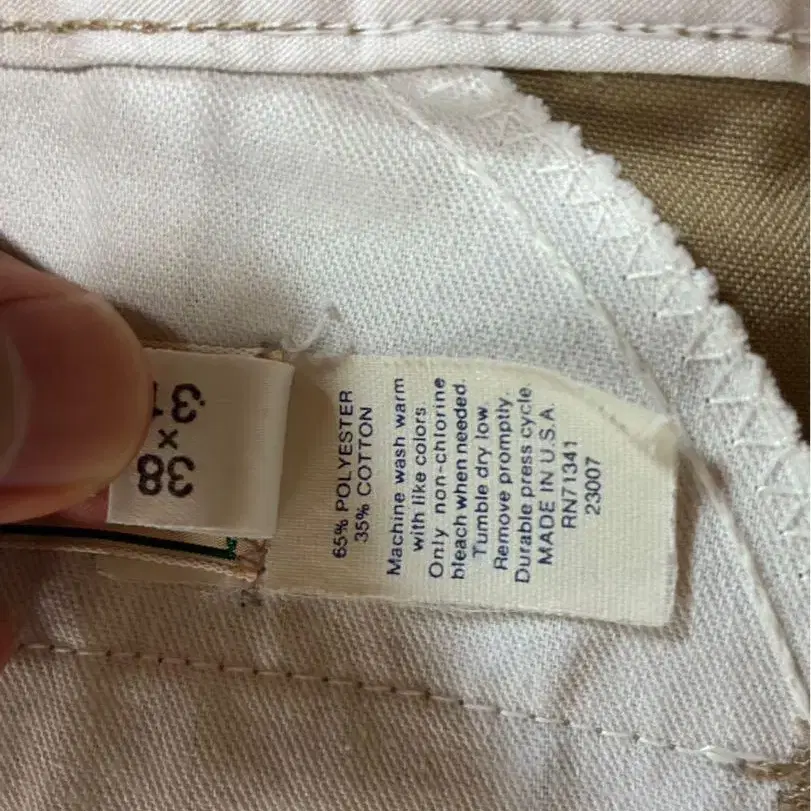 38
×
65% POLYESTER
35% COTTON
Machine wash warm
with like colors
Only non-chlorine
bleach when needed.
Tumble dry low.
Remove promptly.
Durable press cycle.
MADE IN U.S.A.
RN71341
23007